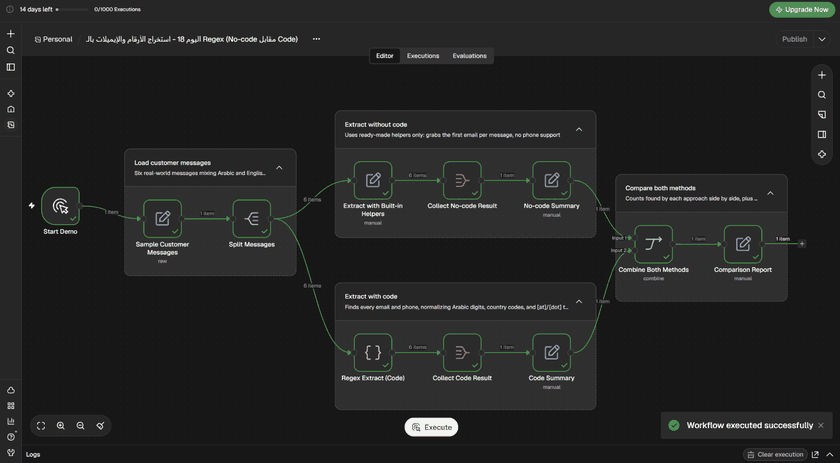 14 days left
0/1000 Executions
Upgrade Now
Personal
اليوم 18 - استخراج الأرقام والإيميلات بالـ Regex (No-code مقابل Code)
Publish
Editor
Executions
Evaluations
Extract without code
Uses ready-made helpers only: grabs the first email per message, no phone support
Load customer messages
Six real-world messages mixing Arabic and Englis...
6 items
1 item
Extract with Built-in Helpers
manual
Collect No-code Result
No-code Summary
manual
Compare both methods
Counts found by each approach side by side, plus ...
Start Demo
1 item
Sample Customer Messages
raw
1 item
Split Messages
6 items
1 item
Input 1
Input 2
Combine Both Methods
combine
1 item
Comparison Report
manual
1 item
6 items
Extract with code
Finds every email and phone, normalizing Arabic digits, country codes, and [at]/[dot] t...
1 item
Regex Extract (Code)
6 items
Collect Code Result
1 item
Code Summary
manual
Execute
Workflow executed successfully
Logs
Clear execution